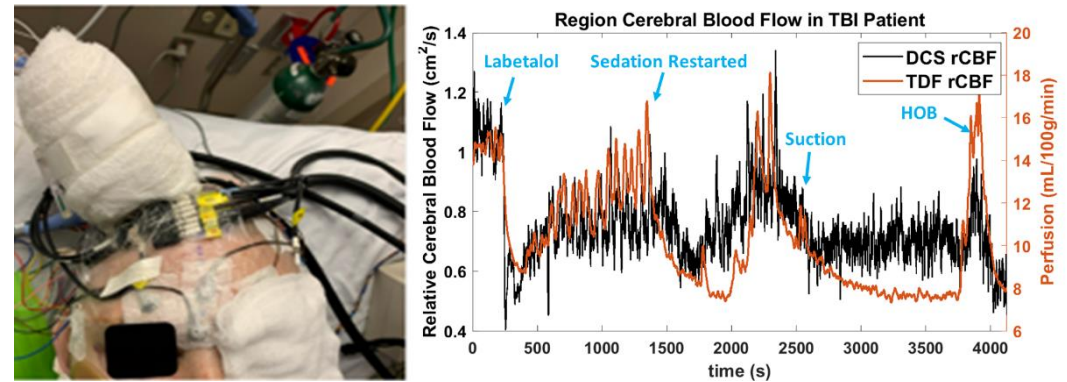 Region Cerebral Blood Flow in TBI Patient
Relative Cerebral Blood Flow (cm²/s)
1.4
1.2
1
0.8
0.6
0.4
Labetalol
Sedation Restarted
Suction
HOB
DCS rCBF
TDF rCBF
20
18
16
14
12
10
8
6
Perfusion (mL/100g/min)
0 500 1000 1500 2000 2500 3000 3500 4000
time (s)